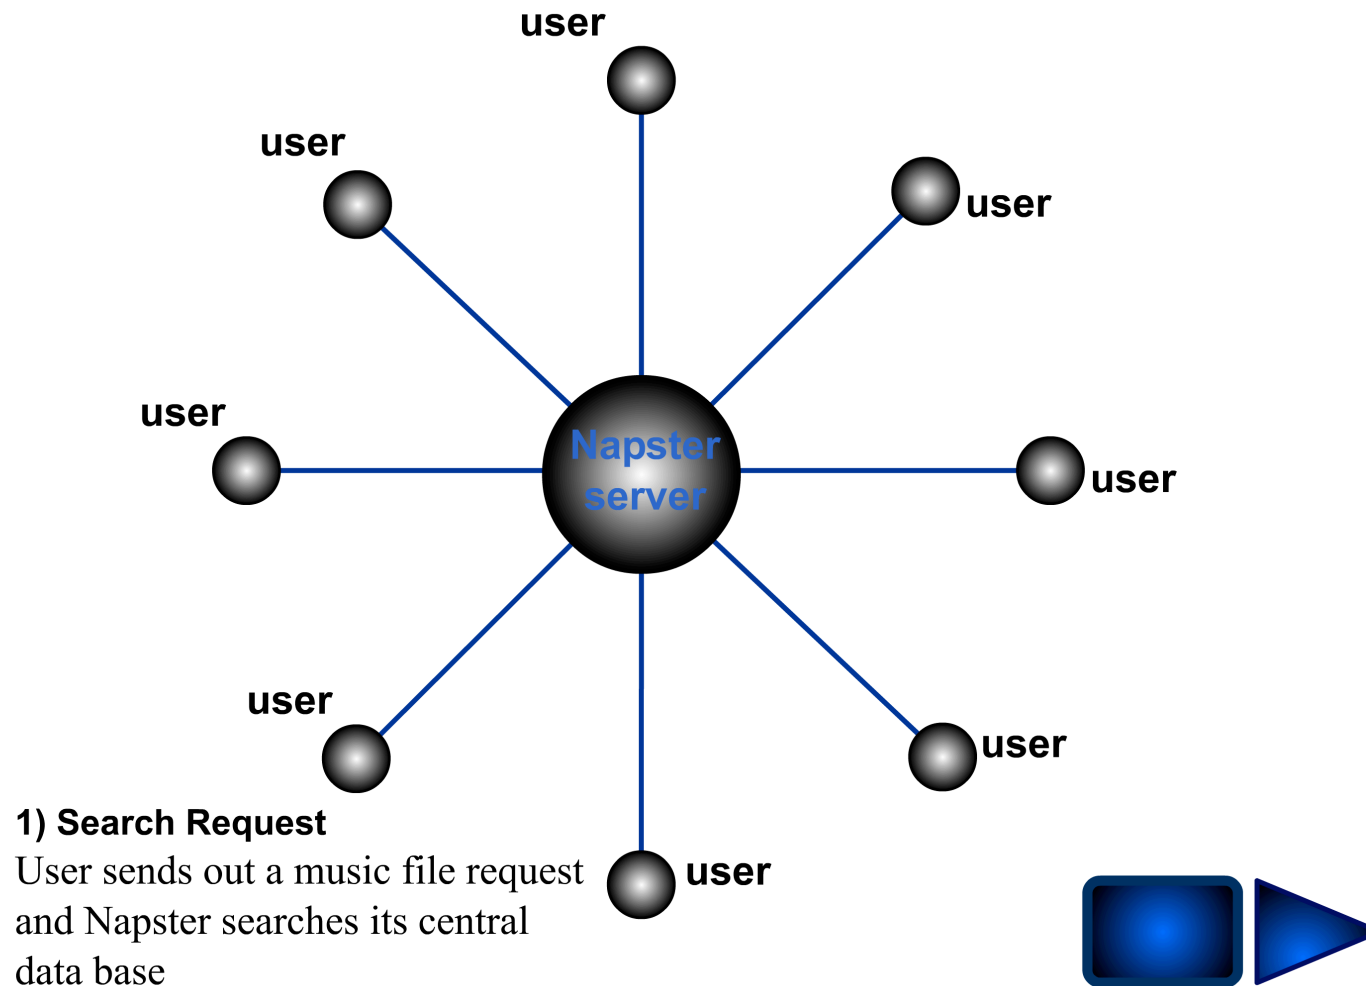 user
user
user
user
Napster
server
user
user
user
user
1) Search Request
User sends out a music file request
and Napster searches its central
data base